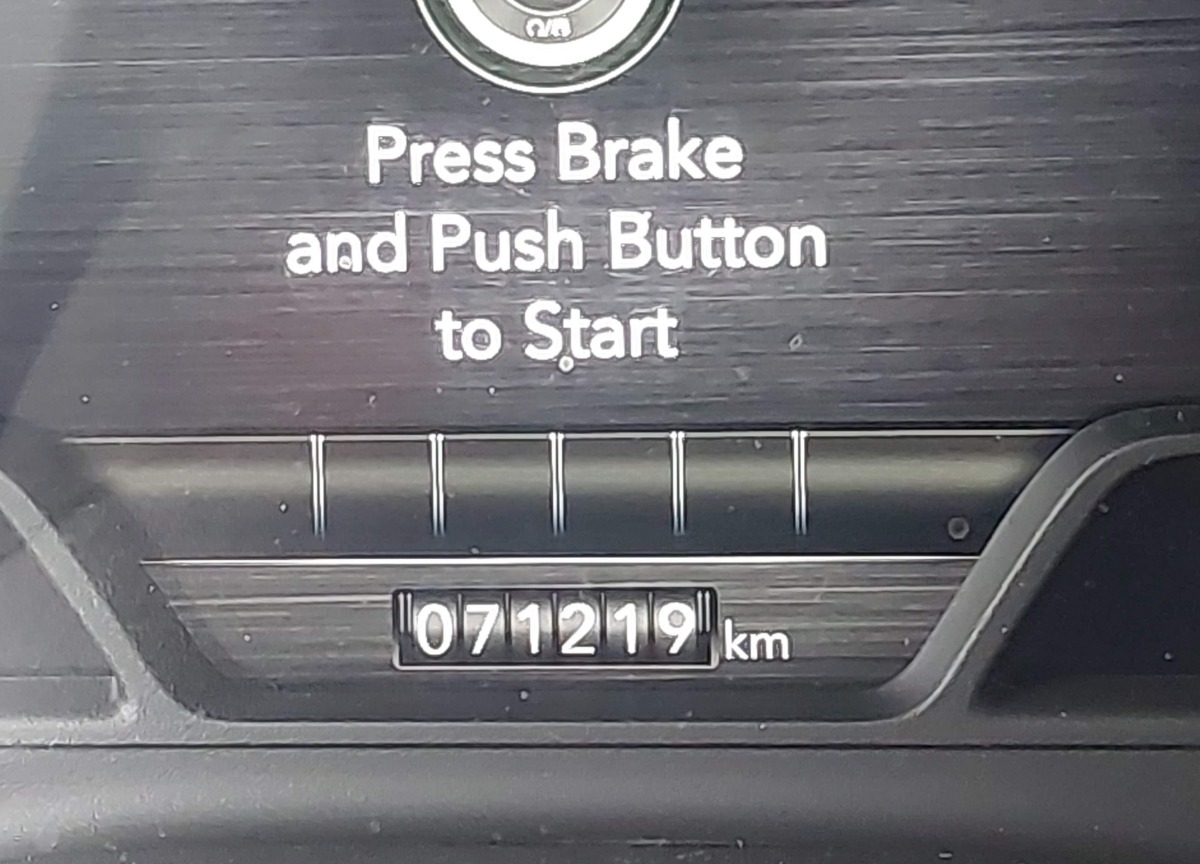 Press Brake
and Push Button
to Start
071219 km